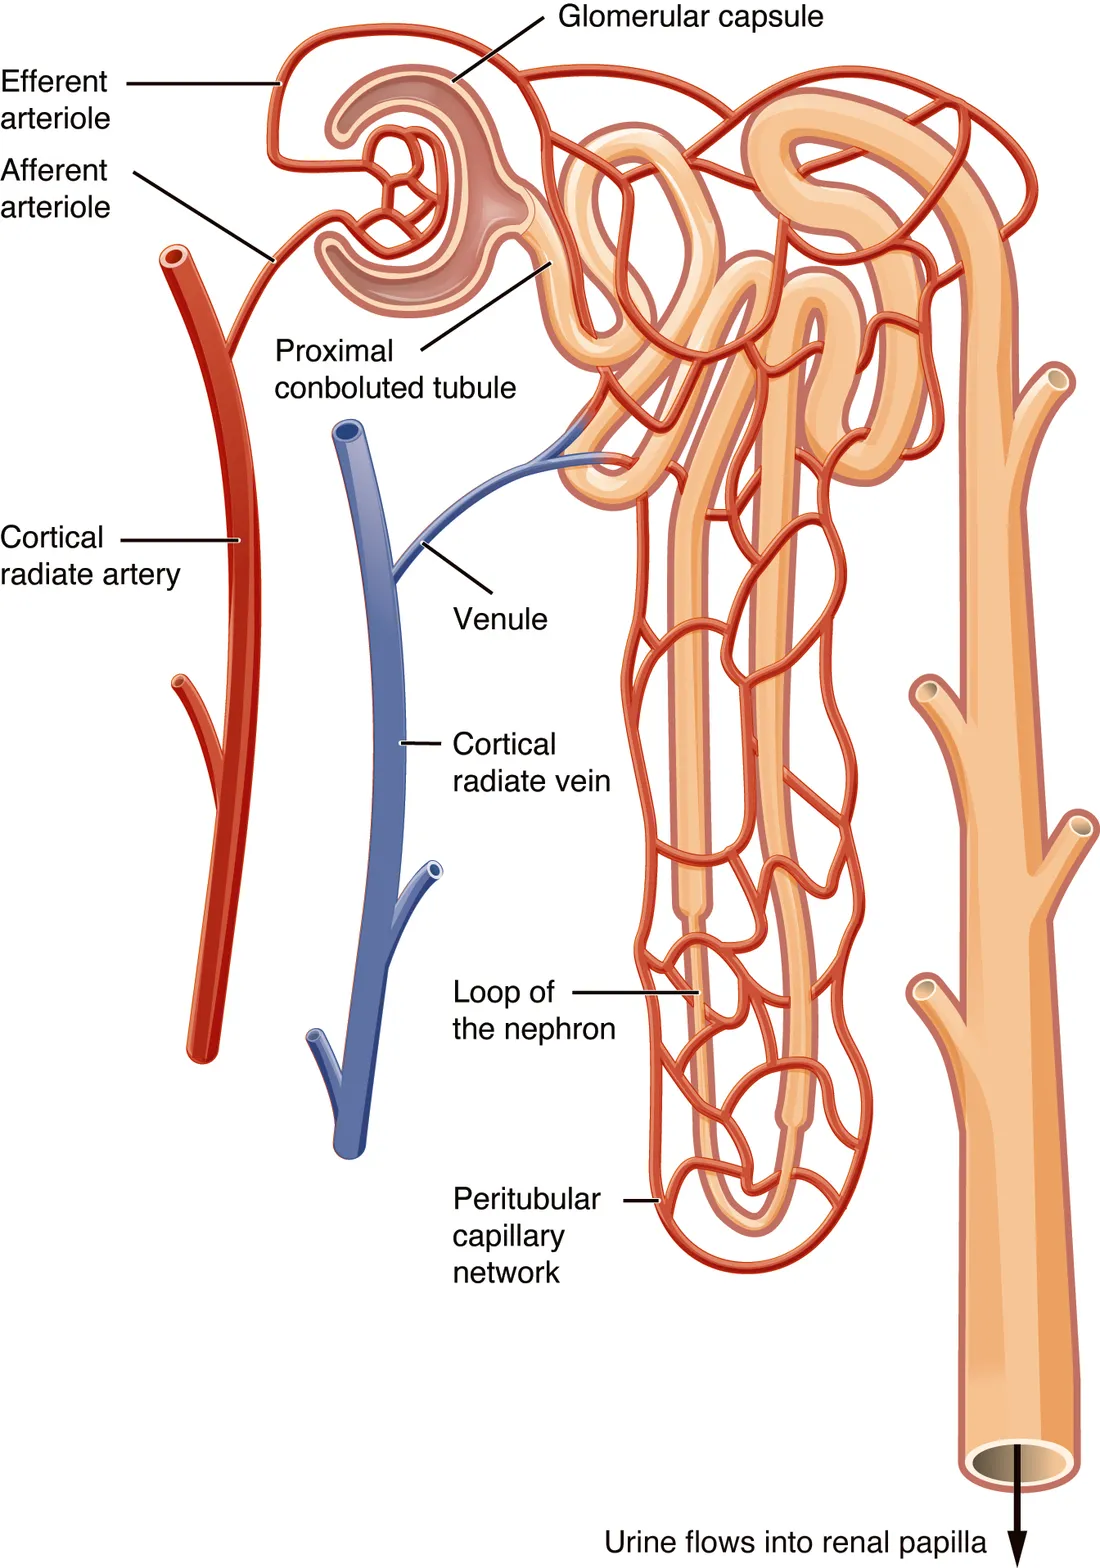 Glomerular capsule
Efferent
arteriole
Afferent
arteriole
Proximal
conboluted tubule
Cortical
radiate artery
Venule
Cortical
radiate vein
Loop of
the nephron
Peritubular
capillary
network
Urine flows into renal papilla